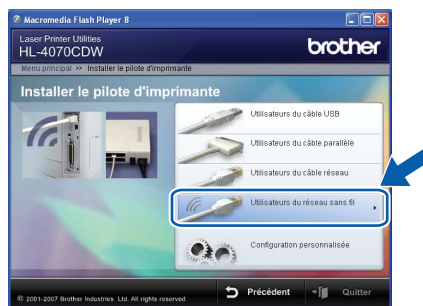 Macromedia Flash Player 8
Laser Printer Utilities
HL-4070CDW
brother
Menu principal >> Installer le pilote d'imprimante
Installer le pilote d'imprimante
Utilisateurs du câble USB
Utilisateurs du câble parallèle
Utilisateurs du câble réseau
Utilisateurs du réseau sans fil
Configuration personnalisée
© 2001-2007 Brother Industries Ltd. All rights reserved
Précédent
Quitter